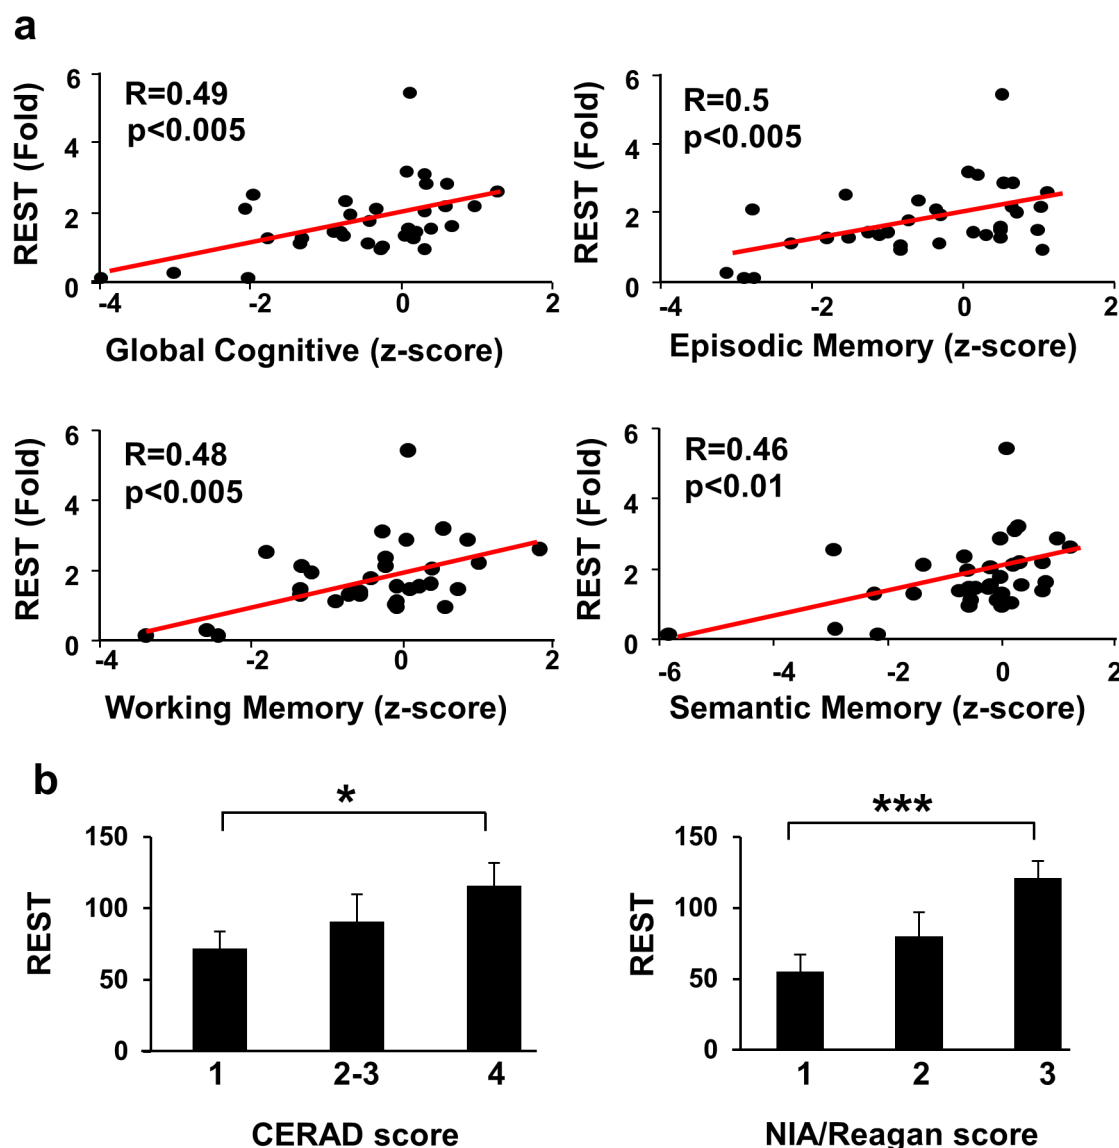 a
6
4
2
0
REST (Fold)
R=0.49
p<0.005
-4
-2
0
2
Global Cognitive (z-score)
6
4
2
0
REST (Fold)
R=0.5
p<0.005
-4
-2
0
2
Episodic Memory (z-score)
6
4
2
0
REST (Fold)
R=0.48
p<0.005
-4
-2
0
2
Working Memory (z-score)
6
4
2
0
REST (Fold)
R=0.46
p<0.01
-6
-4
-2
0
2
Semantic Memory (z-score)
b
*
150
100
50
0
REST
1
2-3
4
CERAD score
***
150
100
50
0
REST
1
2
3
NIA/Reagan score